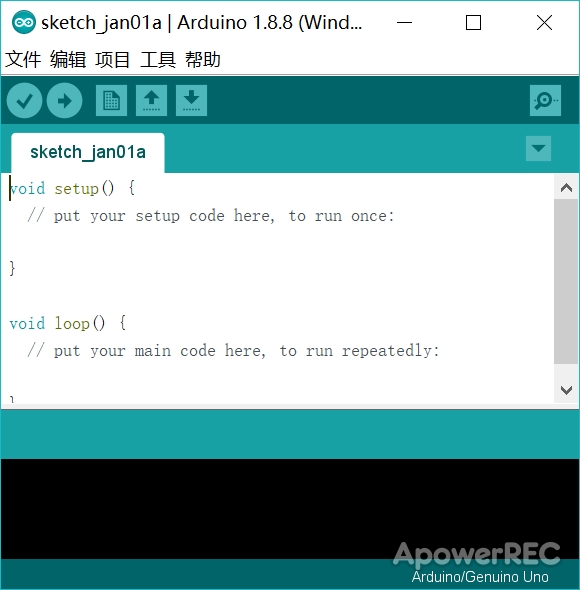 sketch_jan01a | Arduino 1.8.8 (Wind...
文件 编辑 项目 工具 帮助
sketch_jan01a
void setup() {
  // put your setup code here, to run once:
}
void loop() {
  // put your main code here, to run repeatedly:
}
ApowerREC
Arduino/Genuino Uno